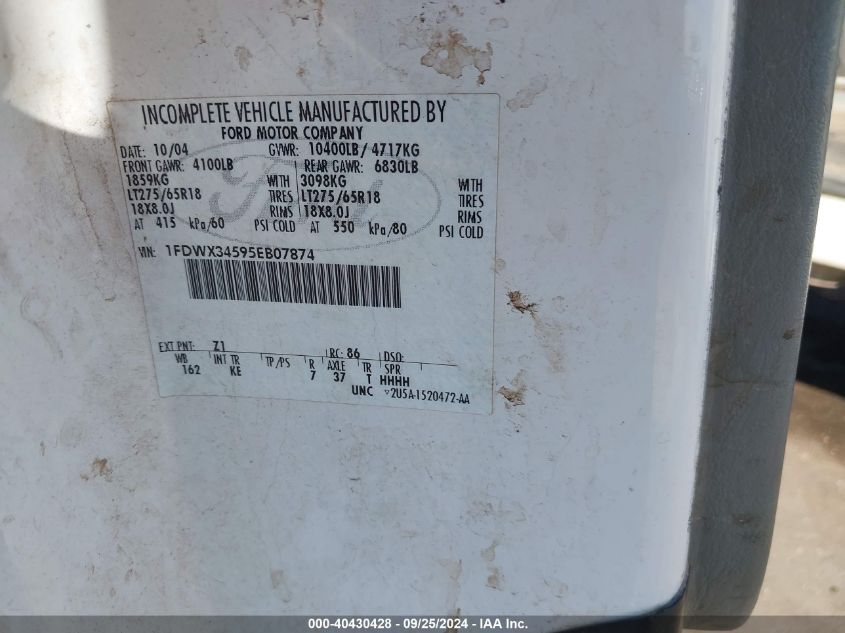 INCOMPLETE VEHICLE MANUFACTURED BY
FORD MOTOR COMPANY
DATE: 10/04 GVWR: 10400LB/ 4717KG
FRONT GAWR: 4100LB REAR GAWR: 6830LB
1859KG WITH 3098KG WITH
LT275/65R18 TIRES LT275/65R18 TIRES
18X8.0J RIMS 18X8.0J RIMS
AT 415 kPa/60 PSI COLD AT 550 kPa/80 PSI COLD
VIN: 1FDWX34595EB07874
EXT PNT: Z1 RC: 86 DSO:
WB INT TR TP/PS R AXLE TR SPR
162 KE 7 37 T HHHH
UNC 2U5A-1520472-AA
000-40430428 - 09/25/2024 - IAA Inc.